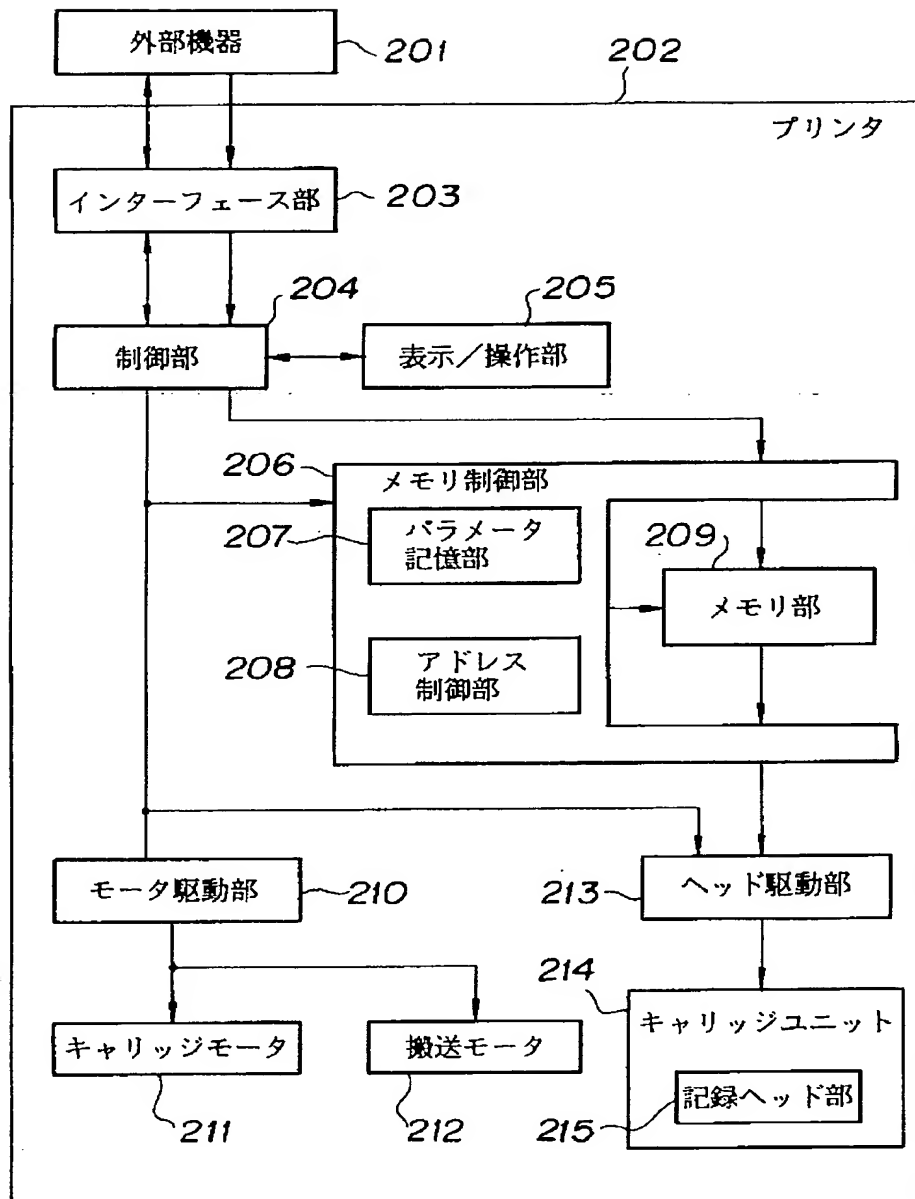 外部機器
201
202
プリンタ
インターフェース部
203
204
205
制御部
表示／操作部
206
メモリ制御部
207
パラメータ
記憶部
209
メモリ部
208
アドレス
制御部
モータ駆動部
210
213
ヘッド駆動部
214
キャリッジモータ
搬送モータ
キャリッジユニット
211
212
215
記録ヘッド部